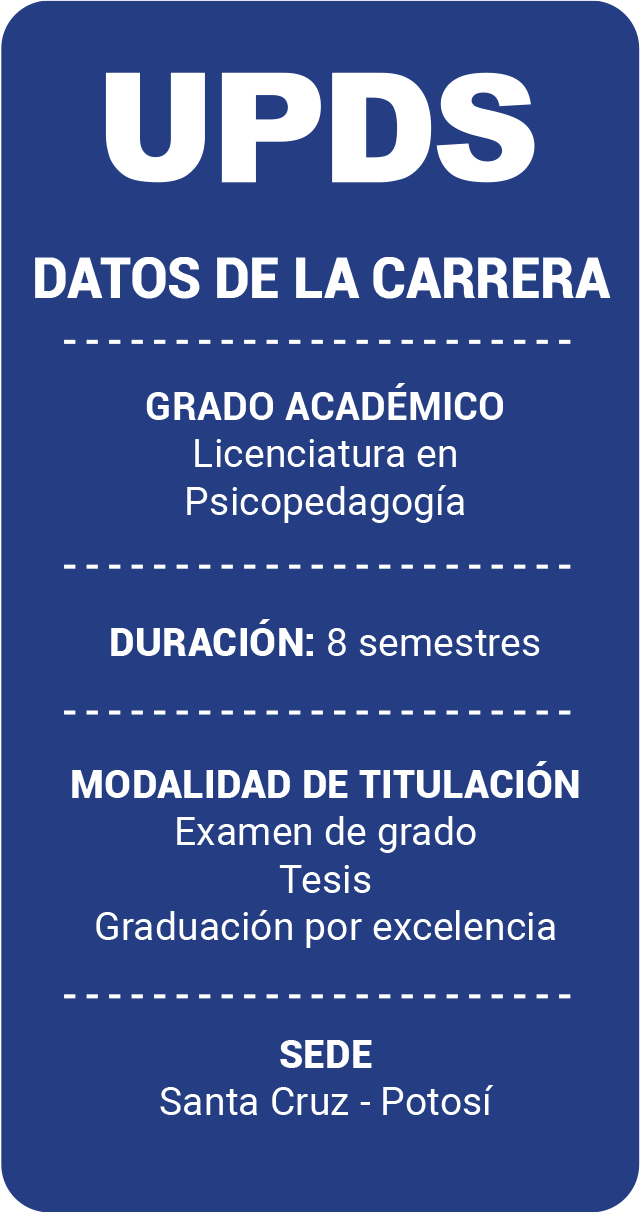 UPDS
DATOS DE LA CARRERA
GRADO ACADÉMICO
Licenciatura en
Psicopedagogía
DURACIÓN: 8 semestres
MODALIDAD DE TITULACIÓN
Examen de grado
Tesis
Graduación por excelencia
SEDE
Santa Cruz - Potosí